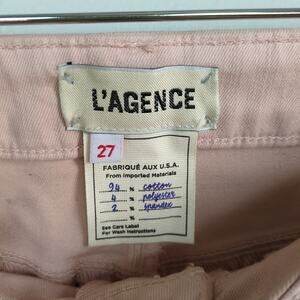 L'AGENCE
27
FABRIQUÉ AUX U.S.A.
From Imported Materials
94 % cotton
4 % polyester
2 % spandex
%
See Care Label
For Wash Instructions